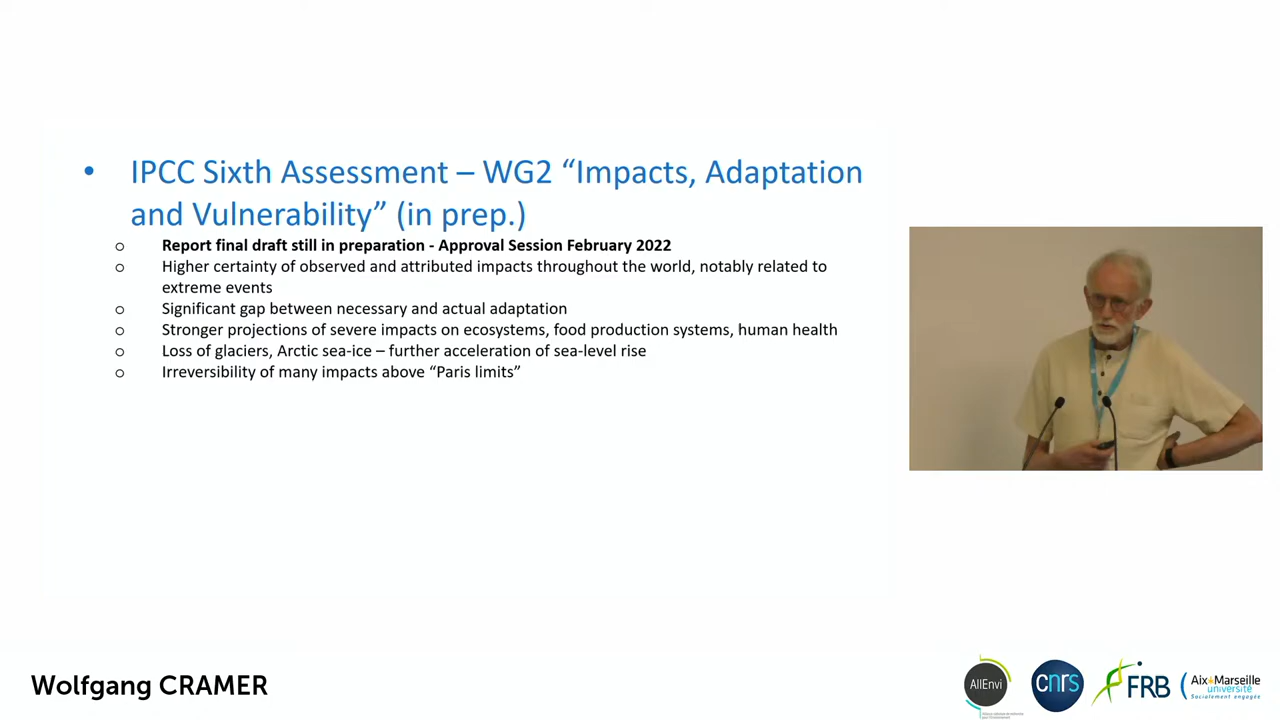 • IPCC Sixth Assessment – WG2 “Impacts, Adaptation
and Vulnerability” (in prep.)
o Report final draft still in preparation - Approval Session February 2022
o Higher certainty of observed and attributed impacts throughout the world, notably related to
extreme events
o Significant gap between necessary and actual adaptation
o Stronger projections of severe impacts on ecosystems, food production systems, human health
o Loss of glaciers, Arctic sea-ice – further acceleration of sea-level rise
o Irreversibility of many impacts above “Paris limits”
Wolfgang CRAMER
AllEnvi
cnrs
FRB
Aix Marseille
université
Socialement engagée